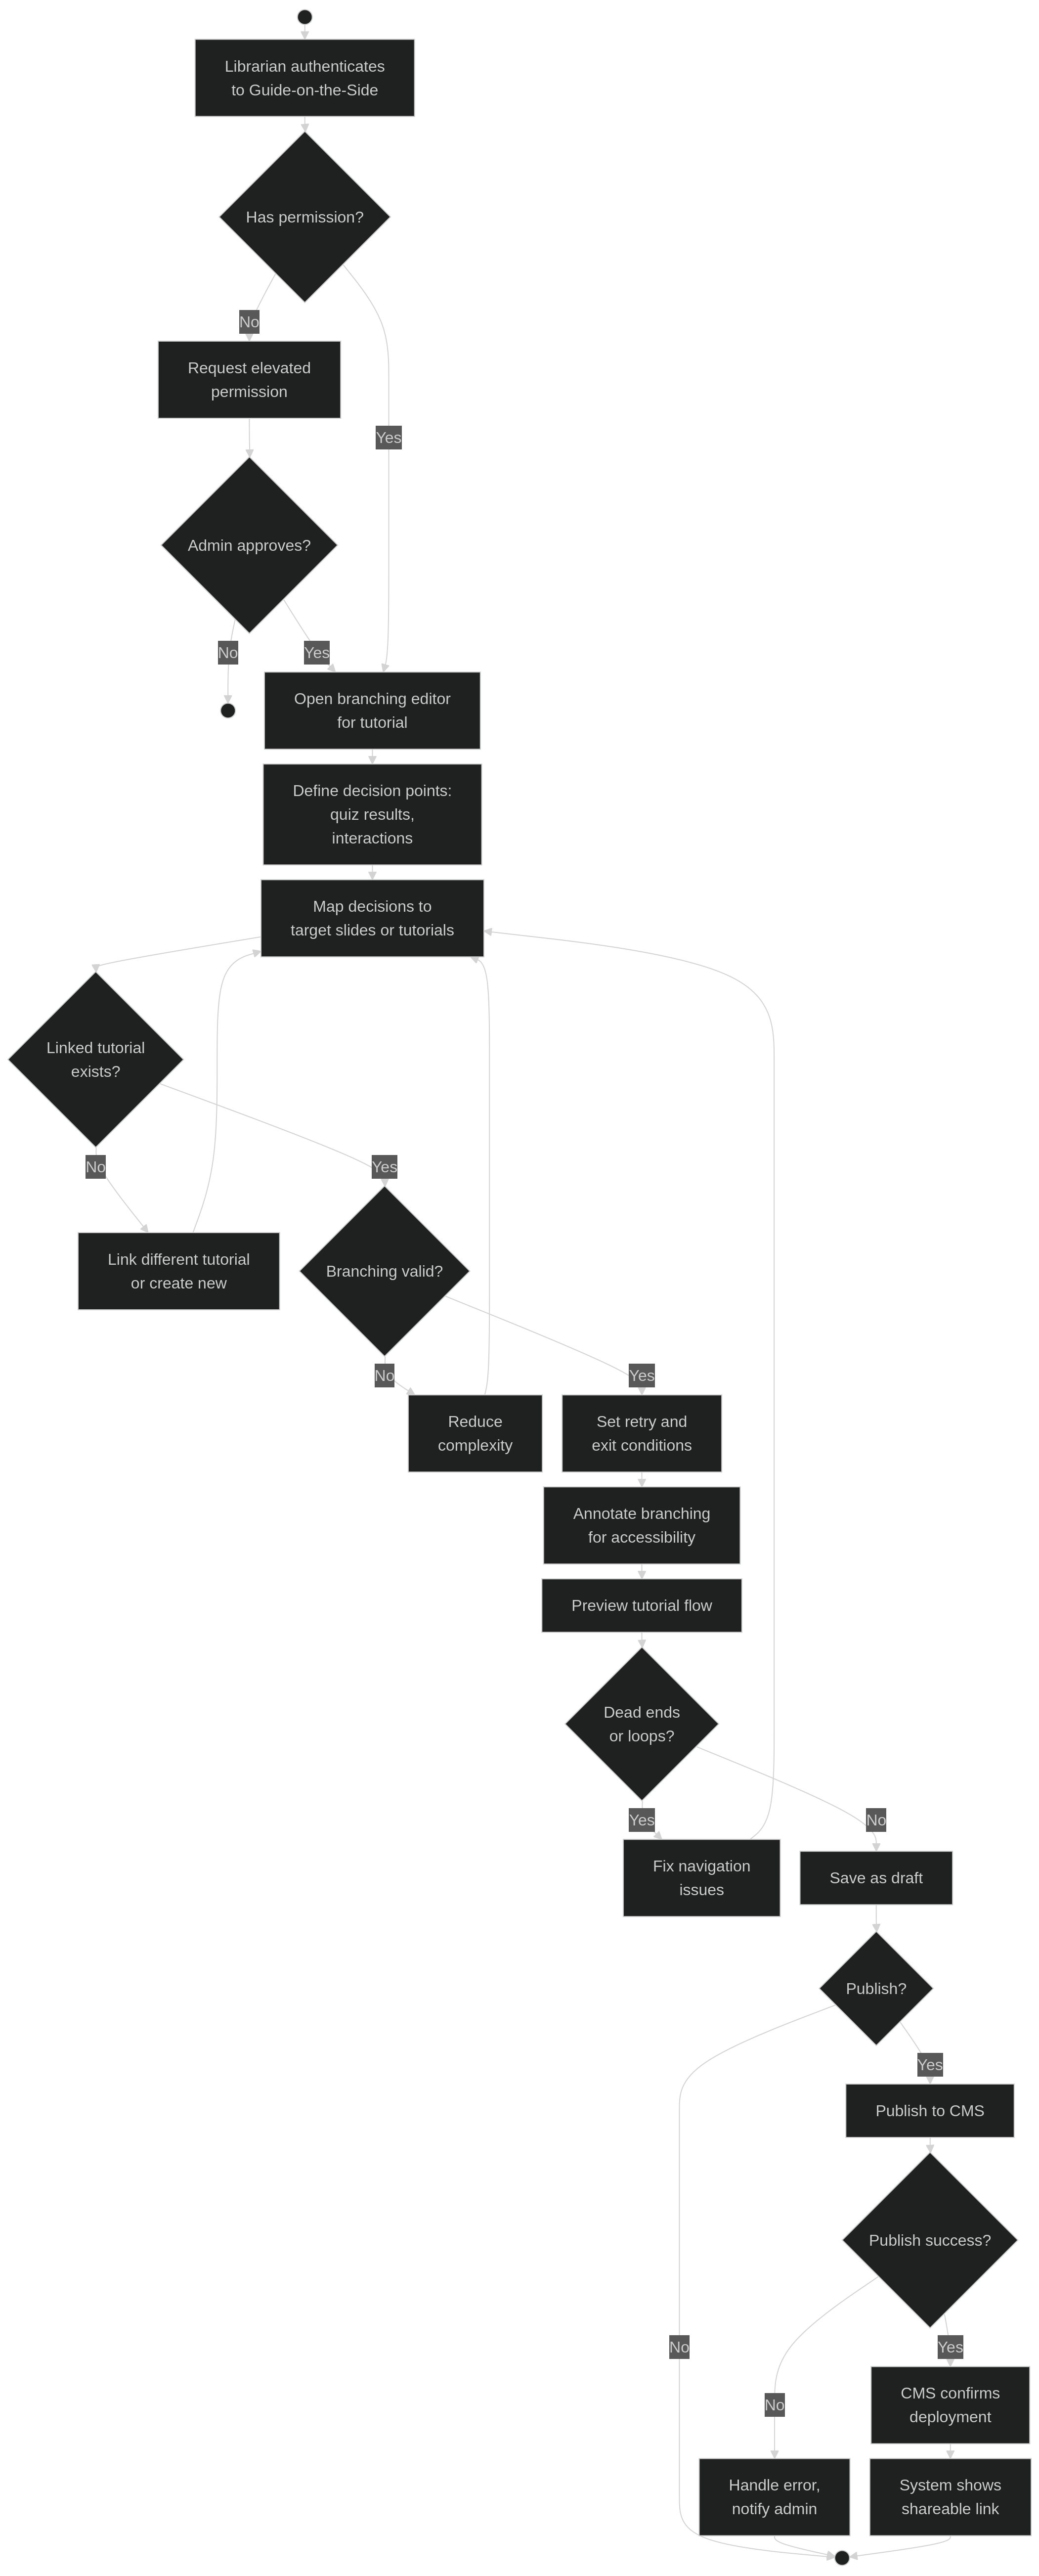 Librarian authenticates
to Guide-on-the-Side
Has permission?
No
Request elevated
permission
Yes
Admin approves?
No
Yes
Open branching editor
for tutorial
Define decision points:
quiz results,
interactions
Map decisions to
target slides or tutorials
Linked tutorial
exists?
No
Yes
Link different tutorial
or create new
Branching valid?
No
Yes
Reduce
complexity
Set retry and
exit conditions
Annotate branching
for accessibility
Preview tutorial flow
Dead ends
or loops?
Yes
No
Fix navigation
issues
Save as draft
Publish?
Yes
Publish to CMS
Publish success?
No
Yes
No
CMS confirms
deployment
Handle error,
notify admin
System shows
shareable link